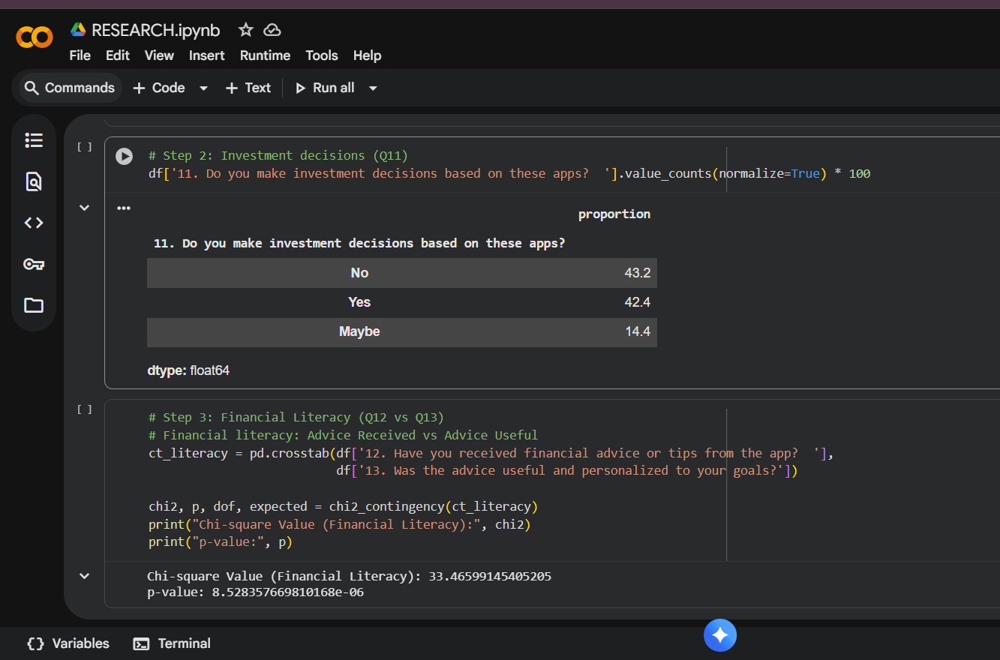 RESEARCH.ipynb
File Edit View Insert Runtime Tools Help
Commands + Code + Text Run all
[ ]
# Step 2: Investment decisions (Q11)
df['11. Do you make investment decisions based on these apps?  '].value_counts(normalize=True) * 100
proportion
11. Do you make investment decisions based on these apps?
No 43.2
Yes 42.4
Maybe 14.4
dtype: float64
[ ]
# Step 3: Financial Literacy (Q12 vs Q13)
# Financial literacy: Advice Received vs Advice Useful
ct_literacy = pd.crosstab(df['12. Have you received financial advice or tips from the app?  '],
df['13. Was the advice useful and personalized to your goals?'])
chi2, p, dof, expected = chi2_contingency(ct_literacy)
print("Chi-square Value (Financial Literacy):", chi2)
print("p-value:", p)
Chi-square Value (Financial Literacy): 33.46599145405205
p-value: 8.528357669810168e-06
Variables Terminal